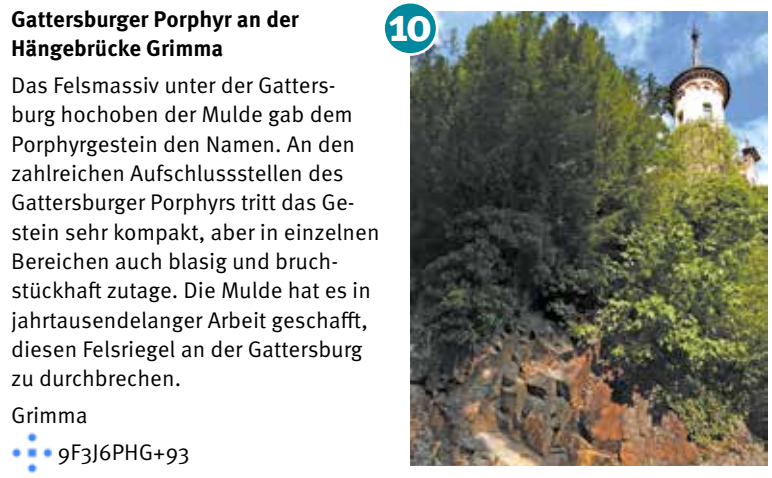 Gattersburger Porphyr an der
Hängebrücke Grimma
10
Das Felsmassiv unter der Gatters-
burg hochoben der Mulde gab dem
Porphyrgestein den Namen. An den
zahlreichen Aufschlussstellen des
Gattersburger Porphyrs tritt das Ge-
stein sehr kompakt, aber in einzelnen
Bereichen auch blasig und bruch-
stückhaft zutage. Die Mulde hat es in
jahrtausendelanger Arbeit geschafft,
diesen Felsriegel an der Gattersburg
zu durchbrechen.
Grimma
9F3J6PHG+93